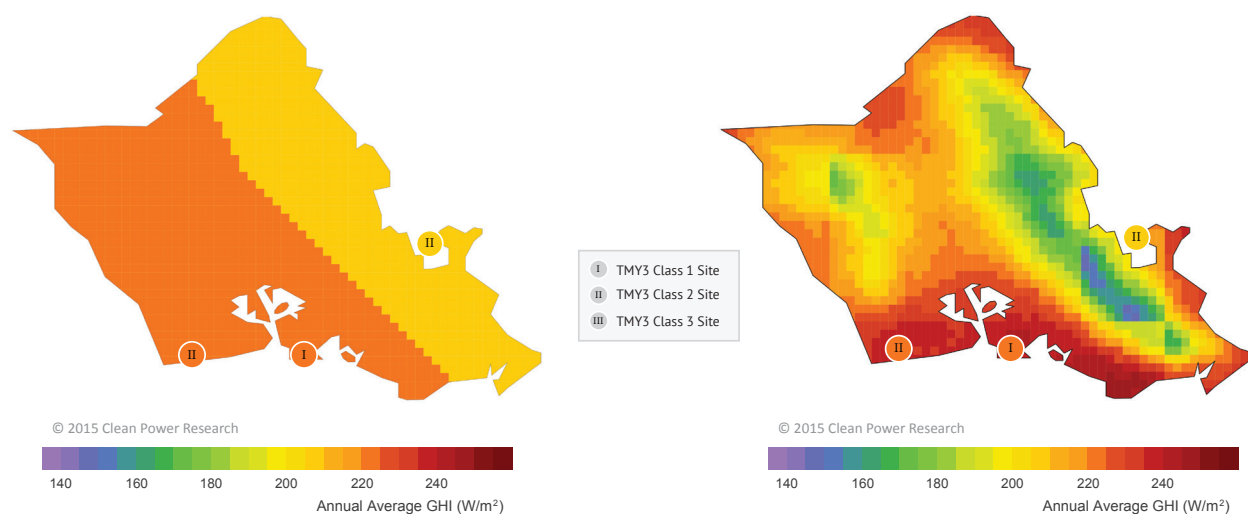 II
II
I
I TMY3 Class 1 Site
II TMY3 Class 2 Site
III TMY3 Class 3 Site
II
II
I
© 2015 Clean Power Research
140 160 180 200 220 240
Annual Average GHI (W/m²)
© 2015 Clean Power Research
140 160 180 200 220 240
Annual Average GHI (W/m²)